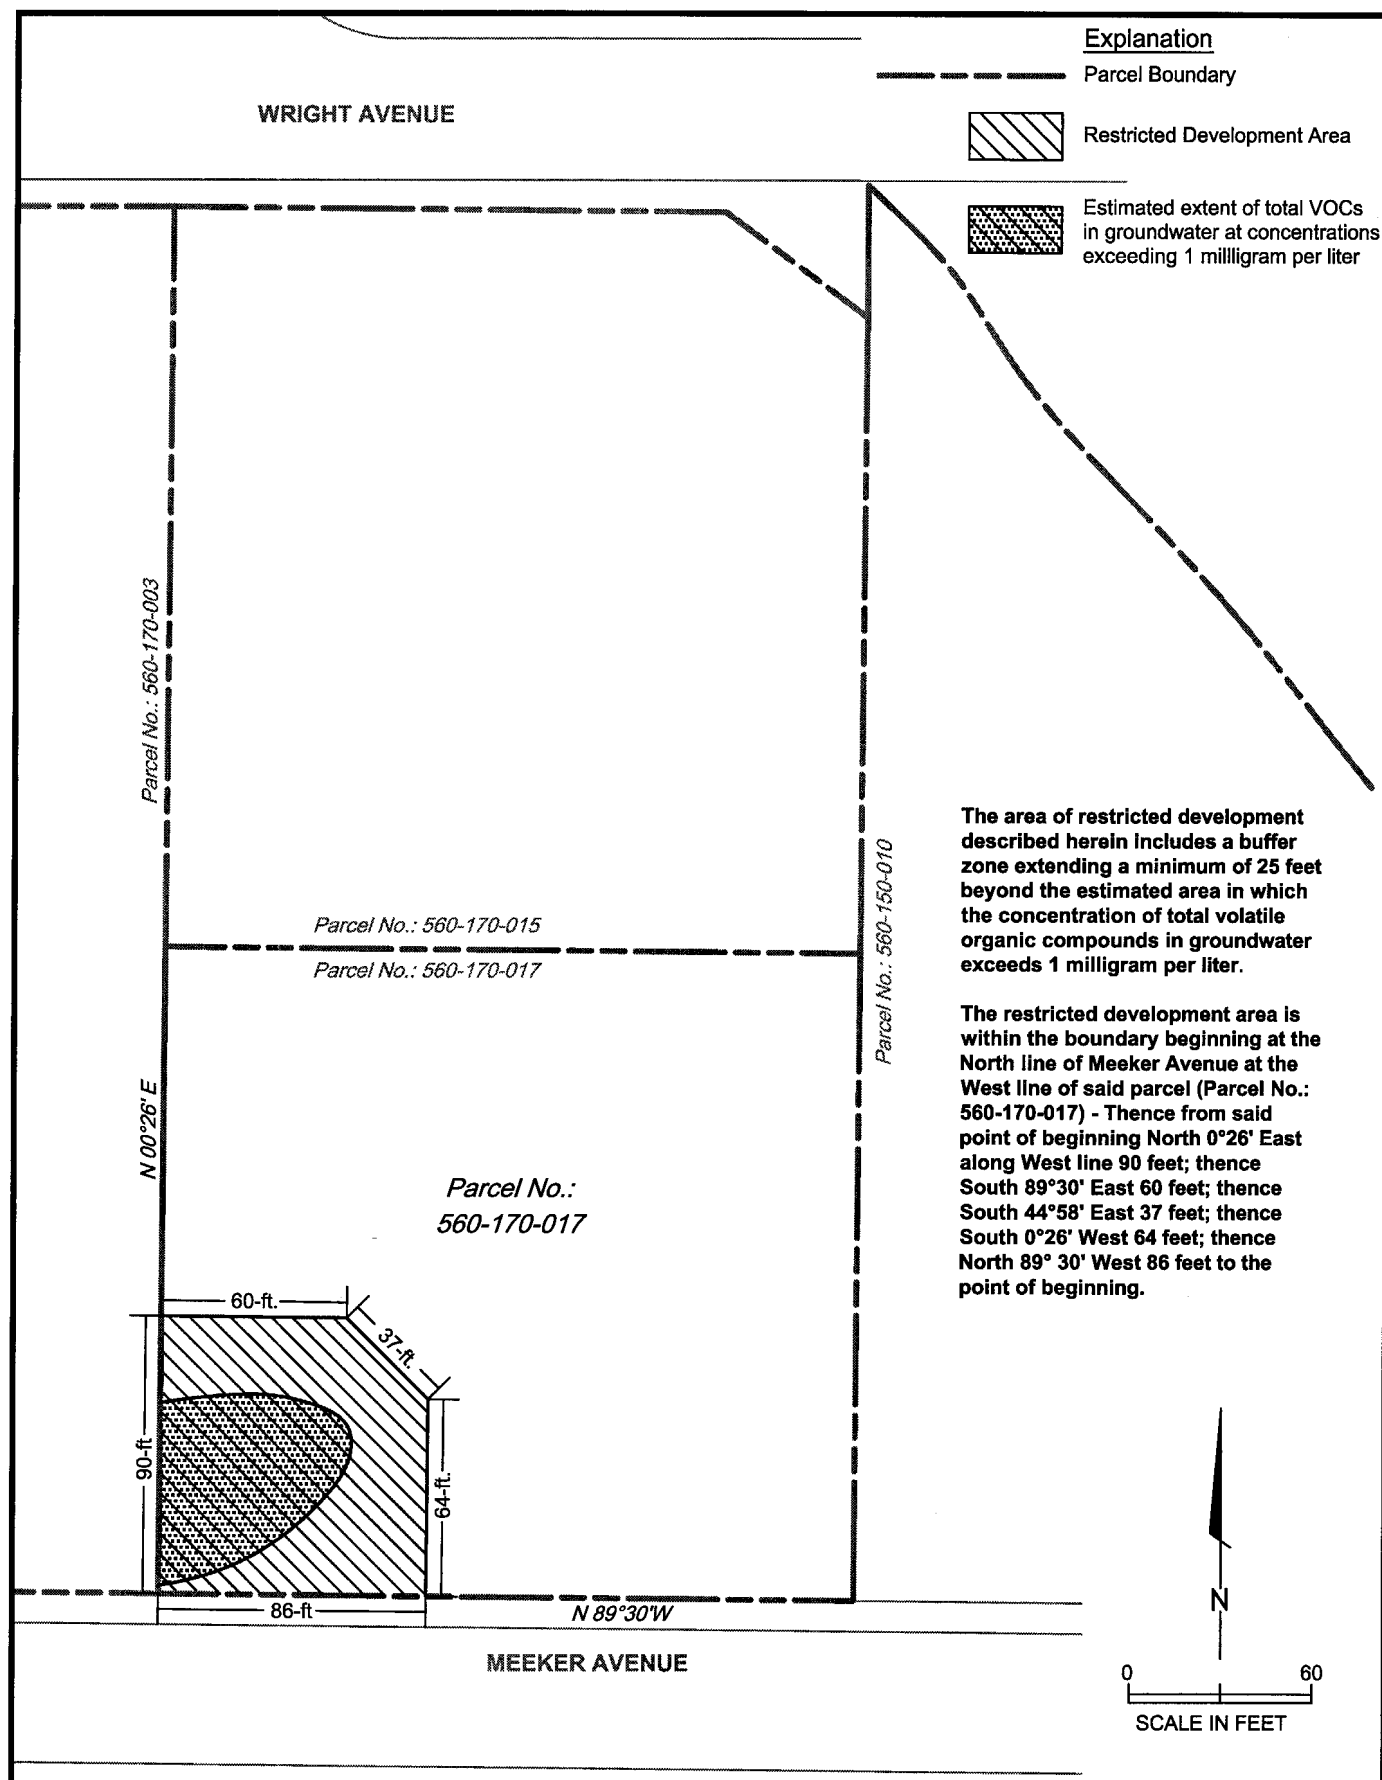 Explanation
Parcel Boundary
WRIGHT AVENUE
Restricted Development Area
Estimated extent of total VOCs
in groundwater at concentrations
exceeding 1 millligram per liter
Parcel No.: 560-170-003
The area of restricted development
described herein includes a buffer
zone extending a minimum of 25 feet
beyond the estimated area in which
the concentration of total volatile
organic compounds in groundwater
exceeds 1 milligram per liter.
Parcel No.: 560-150-010
Parcel No.: 560-170-015
Parcel No.: 560-170-017
The restricted development area is
within the boundary beginning at the
North line of Meeker Avenue at the
West line of said parcel (Parcel No.:
560-170-017) - Thence from said
point of beginning North 0°26' East
along West line 90 feet; thence
South 89°30' East 60 feet; thence
South 44°58' East 37 feet; thence
South 0°26' West 64 feet; thence
North 89° 30' West 86 feet to the
point of beginning.
N 00°26' E
Parcel No.:
560-170-017
60-ft.
37-ft.
90-ft
64-ft.
86-ft
N 89°30'W
MEEKER AVENUE
N
0 60
SCALE IN FEET